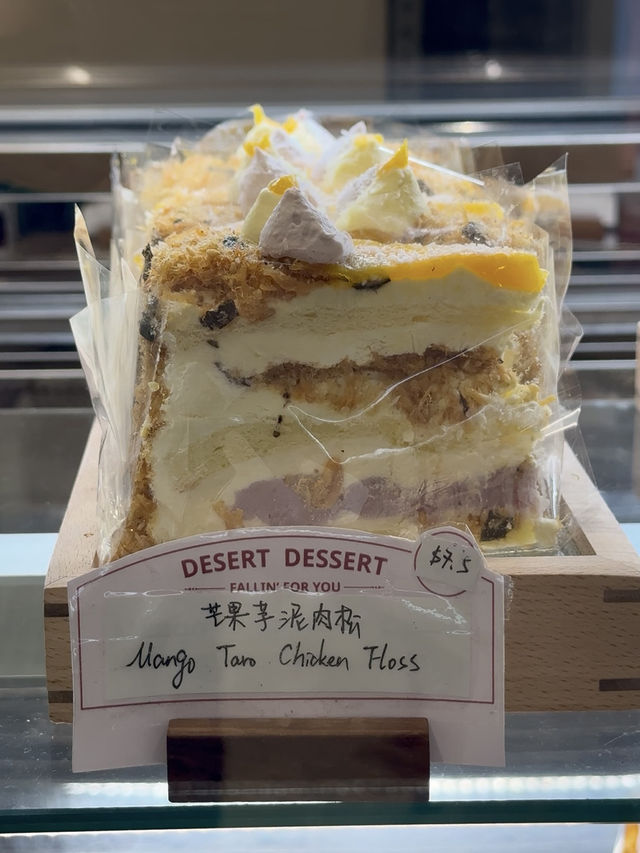 DESERT DESSERT
$7.5
FALLIN' FOR YOU
芒果芋泥肉松
Mango Taro Chicken Floss